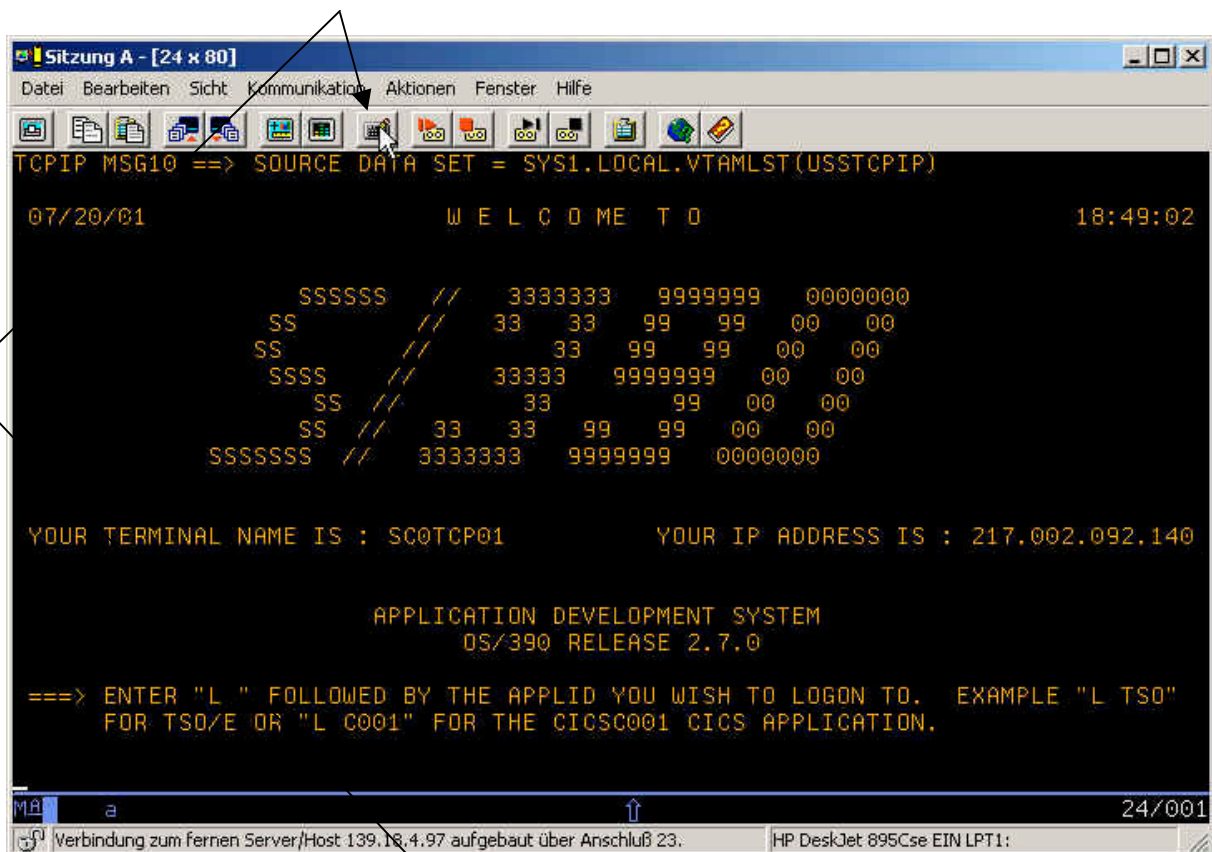 Sitzung A - [24 x 80]
Datei Bearbeiten Sicht Kommunikation Aktionen Fenster Hilfe
TCPIP MSG10 ==> SOURCE DATA SET = SYS1.LOCAL.VTAMLST(USSTCPIP)
07/20/01 W E L C O ME T O 18:49:02
SSSSSS // 3333333 9999999 0000000
SS // 33 33 99 99 00 00
SS // 33 99 99 00 00
SSSS // 33333 9999999 00 00
SS // 33 99 00 00
SS // 33 33 99 99 00 00
SSSSSSS // 3333333 9999999 0000000
YOUR TERMINAL NAME IS : SC0TCP01 YOUR IP ADDRESS IS : 217.002.092.140
APPLICATION DEVELOPMENT SYSTEM
OS/390 RELEASE 2.7.0
===> ENTER "L " FOLLOWED BY THE APPLID YOU WISH TO LOGON TO. EXAMPLE "L TSO"
FOR TSO/E OR "L C001" FOR THE CICSC001 CICS APPLICATION.
MA a 24/001
Verbindung zum fernen Server/Host 139.18.4.97 aufgebaut über Anschluß 23. HP DeskJet 895Cse EIN LPT1: